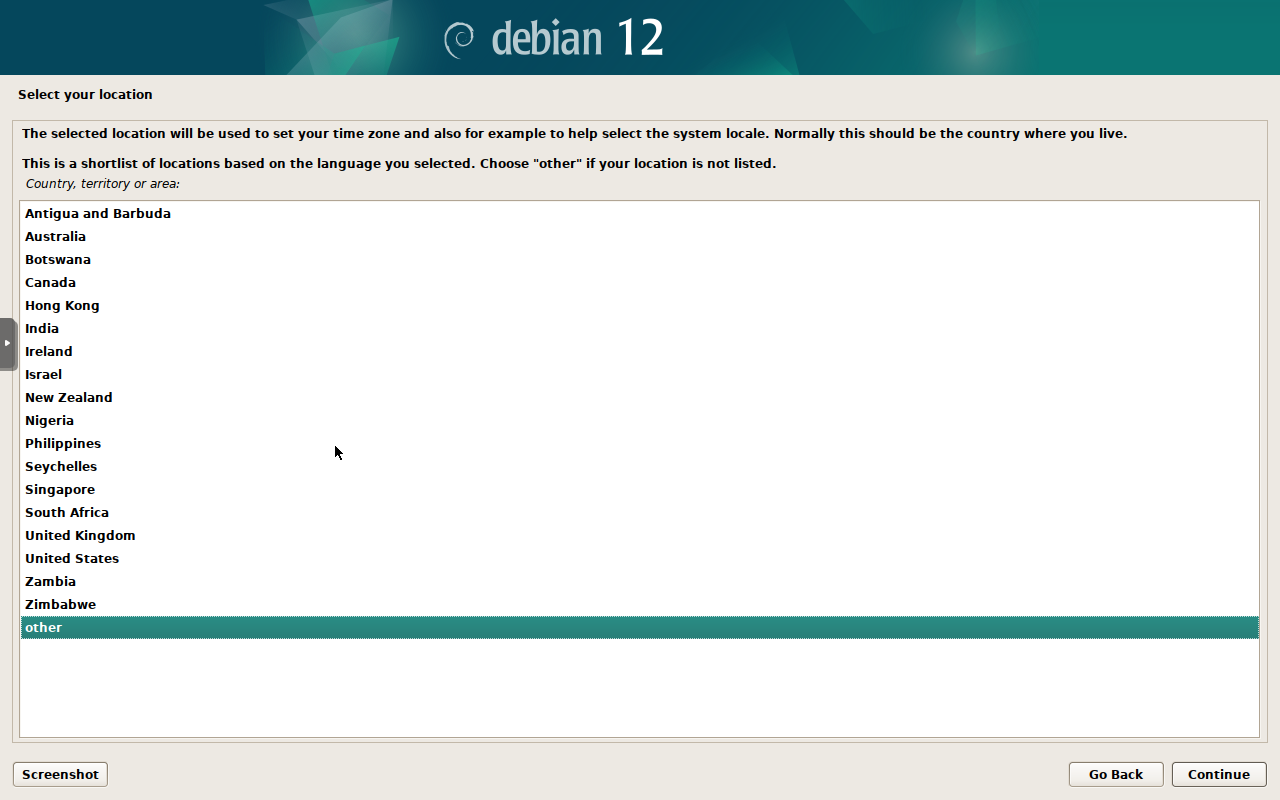 debian 12
Select your location
The selected location will be used to set your time zone and also for example to help select the system locale. Normally this should be the country where you live.
This is a shortlist of locations based on the language you selected. Choose "other" if your location is not listed.
Country, territory or area:
Antigua and Barbuda
Australia
Botswana
Canada
Hong Kong
India
Ireland
Israel
New Zealand
Nigeria
Philippines
Seychelles
Singapore
South Africa
United Kingdom
United States
Zambia
Zimbabwe
other
Screenshot
Go Back
Continue